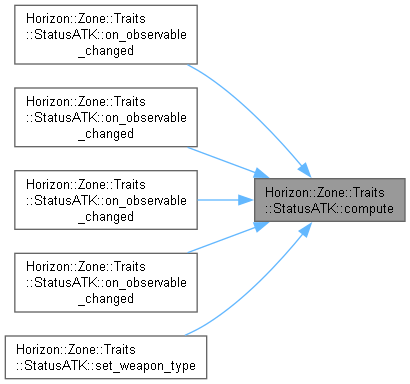 Horizon::Zone::Traits
::StatusATK::on_observable
_changed
Horizon::Zone::Traits
::StatusATK::on_observable
_changed
Horizon::Zone::Traits
::StatusATK::compute
Horizon::Zone::Traits
::StatusATK::on_observable
_changed
Horizon::Zone::Traits
::StatusATK::on_observable
_changed
Horizon::Zone::Traits
::StatusATK::set_weapon_type